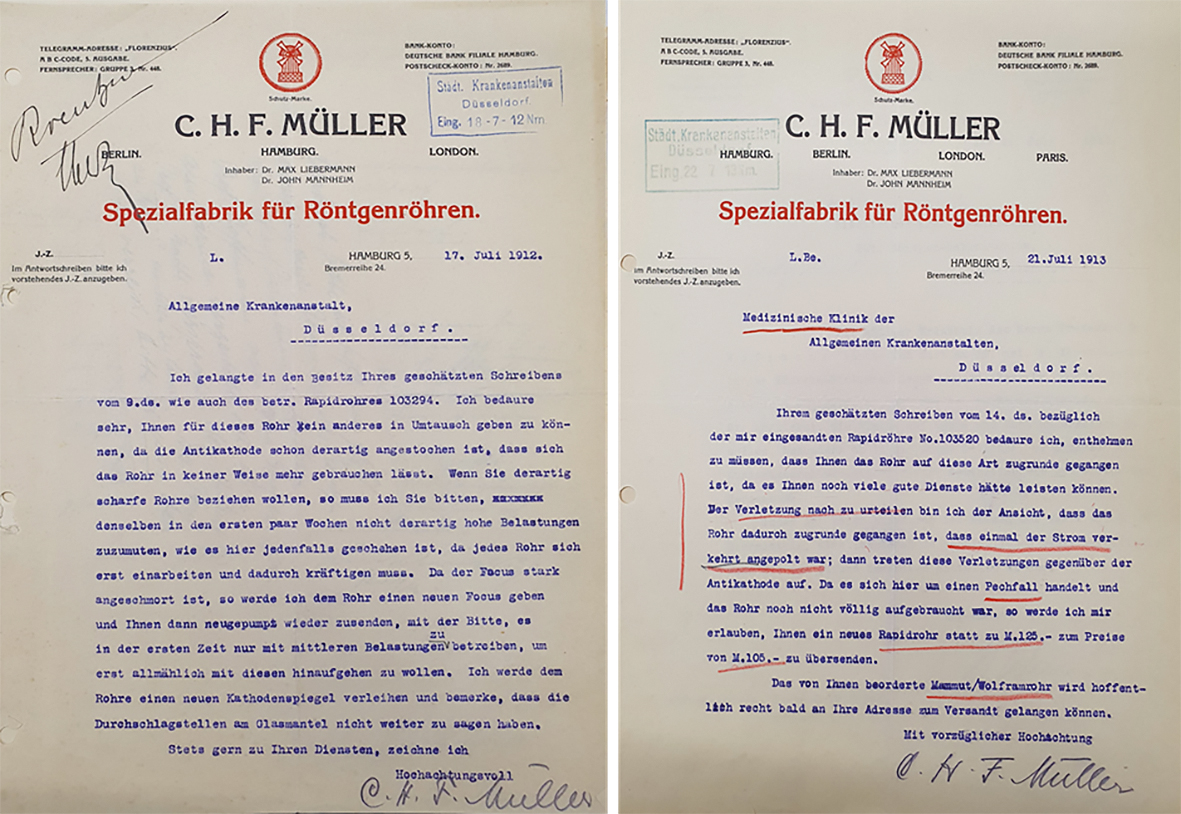 TELEGRAMM-ADRESSE: „FLORENZIUS“.
A B C-CODE, 5. AUSGABE.
FERNSPRECHER: GRUPPE 3, Nr. 448.
Schutz-Marke.
BANK-KONTO:
DEUTSCHE BANK FILIALE HAMBURG.
POSTSCHECK-KONTO: Nr. 2689.
Städt. Krankenanstalten
Düsseldorf.
Eing. 18-7-12 Nm.
C. H. F. MÜLLER
BERLIN. HAMBURG. LONDON.
Inhaber: Dr. MAX LIEBERMANN
Dr. JOHN MANNHEIM
Spezialfabrik für Röntgenröhren.
J.-Z.
Im Antwortschreiben bitte ich
vorstehendes J.-Z. anzugeben.
L.
HAMBURG 5, 17. Juli 1912.
Bremerreihe 24.
Allgemeine Krankenanstalt,
Düsseldorf.
Ich gelangte in den Besitz Ihres geschätzten Schreibens
vom 9.ds. wie auch des betr. Rapidrohres 103294. Ich bedaure
sehr, Ihnen für dieses Rohr kein anderes in Umtausch geben zu kön-
nen, da die Antikathode schon derartig angestochen ist, dass sich
das Rohr in keiner Weise mehr gebrauchen lässt. Wenn Sie derartig
scharfe Rohre beziehen wollen, so muss ich Sie bitten, xxxxxxx
denselben in den ersten paar Wochen nicht derartig hohe Belastungen
zuzumuten, wie es hier jedenfalls geschehen ist, da jedes Rohr sich
erst einarbeiten und dadurch kräftigen muss. Da der Focus stark
angeschmort ist, so werde ich dem Rohr einen neuen Focus geben
und Ihnen dann neugepumpt wieder zusenden, mit der Bitte, es
in der ersten Zeit nur mit mittleren Belastungen zu betreiben, um
erst allmählich mit diesen hinaufgehen zu wollen. Ich werde dem
Rohre einen neuen Kathodenspiegel verleihen und bemerke, dass die
Durchschlagstellen am Glasmantel nicht weiter zu sagen haben.
Stets gern zu Ihren Diensten, zeichne ich
Hochachtungsvoll
C. H. F. Müller
TELEGRAMM-ADRESSE: „FLORENZIUS“.
A B C-CODE, 5. AUSGABE.
FERNSPRECHER: GRUPPE 3, Nr. 448.
Schutz-Marke.
BANK-KONTO:
DEUTSCHE BANK FILIALE HAMBURG.
POSTSCHECK-KONTO: Nr. 2689.
Städt. Krankenanstalten
Düsseldorf
Eing 22
C. H. F. MÜLLER
HAMBURG. BERLIN. LONDON. PARIS.
Inhaber: Dr. MAX LIEBERMANN
Dr. JOHN MANNHEIM
Spezialfabrik für Röntgenröhren.
J.-Z.
Im Antwortschreiben bitte ich
vorstehendes J.-Z. anzugeben.
L.Be.
HAMBURG 5, 21.Juli 1913
Bremerreihe 24.
Medizinische Klinik der
Allgemeinen Krankenanstalten,
Düsseldorf.
Ihrem geschätzten Schreiben vom 14. ds. bezüglich
der mir eingesandten Rapidröhre No.103520 bedaure ich, entnehmen
zu müssen, dass Ihnen das Rohr auf diese Art zugrunde gegangen
ist, da es Ihnen noch viele gute Dienste hätte leisten können.
Der Verletzung nach zu urteilen bin ich der Ansicht, dass das
Rohr dadurch zugrunde gegangen ist, dass einmal der Strom ver-
kehrt angepolt war; dann treten diese Verletzungen gegenüber der
Antikathode auf. Da es sich hier um einen Pechfall handelt und
das Rohr noch nicht völlig aufgebraucht war, so werde ich mir
erlauben, Ihnen ein neues Rapidrohr statt zu M.125.- zum Preise
von M.105.- zu übersenden.
Das von Ihnen beorderte Mammut/Wolframrohr wird hoffent-
lich recht bald an Ihre Adresse zum Versandt gelangen können.
Mit vorzüglicher Hochachtung
C. H. F. Müller